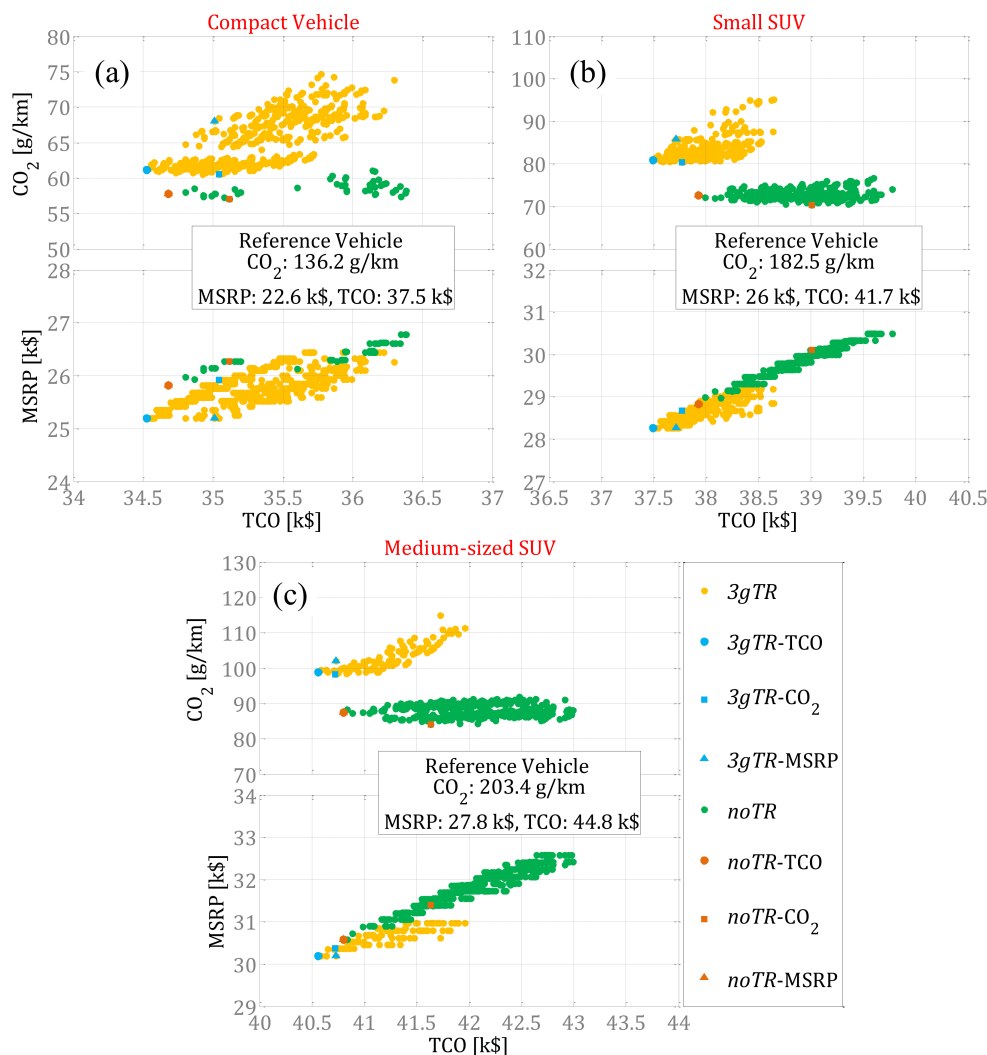 Compact Vehicle
80
70
60
50
CO2 [g/km]
(a)
Reference Vehicle
CO2: 136.2 g/km
MSRP: 22.6 k$, TCO: 37.5 k$
28
27
26
25
24
MSRP [k$]
34
34.5
35
35.5
36
36.5
37
TCO [k$]
Small SUV
110
100
90
80
70
60
(b)
Reference Vehicle
CO2: 182.5 g/km
MSRP: 26 k$, TCO: 41.7 k$
32
31
30
29
28
27
36.5
37
37.5
38
38.5
39
39.5
40
40.5
TCO [k$]
Medium-sized SUV
130
120
110
100
90
80
70
CO2 [g/km]
(c)
Reference Vehicle
CO2: 203.4 g/km
MSRP: 27.8 k$, TCO: 44.8 k$
34
33
32
31
30
29
MSRP [k$]
40
40.5
41
41.5
42
42.5
43
43.5
44
TCO [k$]
3gTR
3gTR-TCO
3gTR-CO2
3gTR-MSRP
noTR
noTR-TCO
noTR-CO2
noTR-MSRP